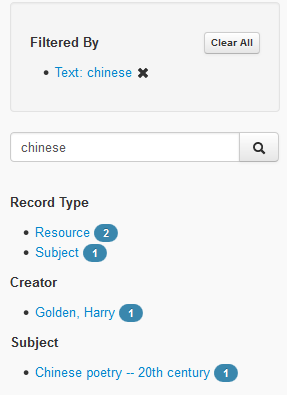 Filtered By
Clear All
Text: chinese
chinese
Record Type
Resource 2
Subject 1
Creator
Golden, Harry 1
Subject
Chinese poetry -- 20th century 1